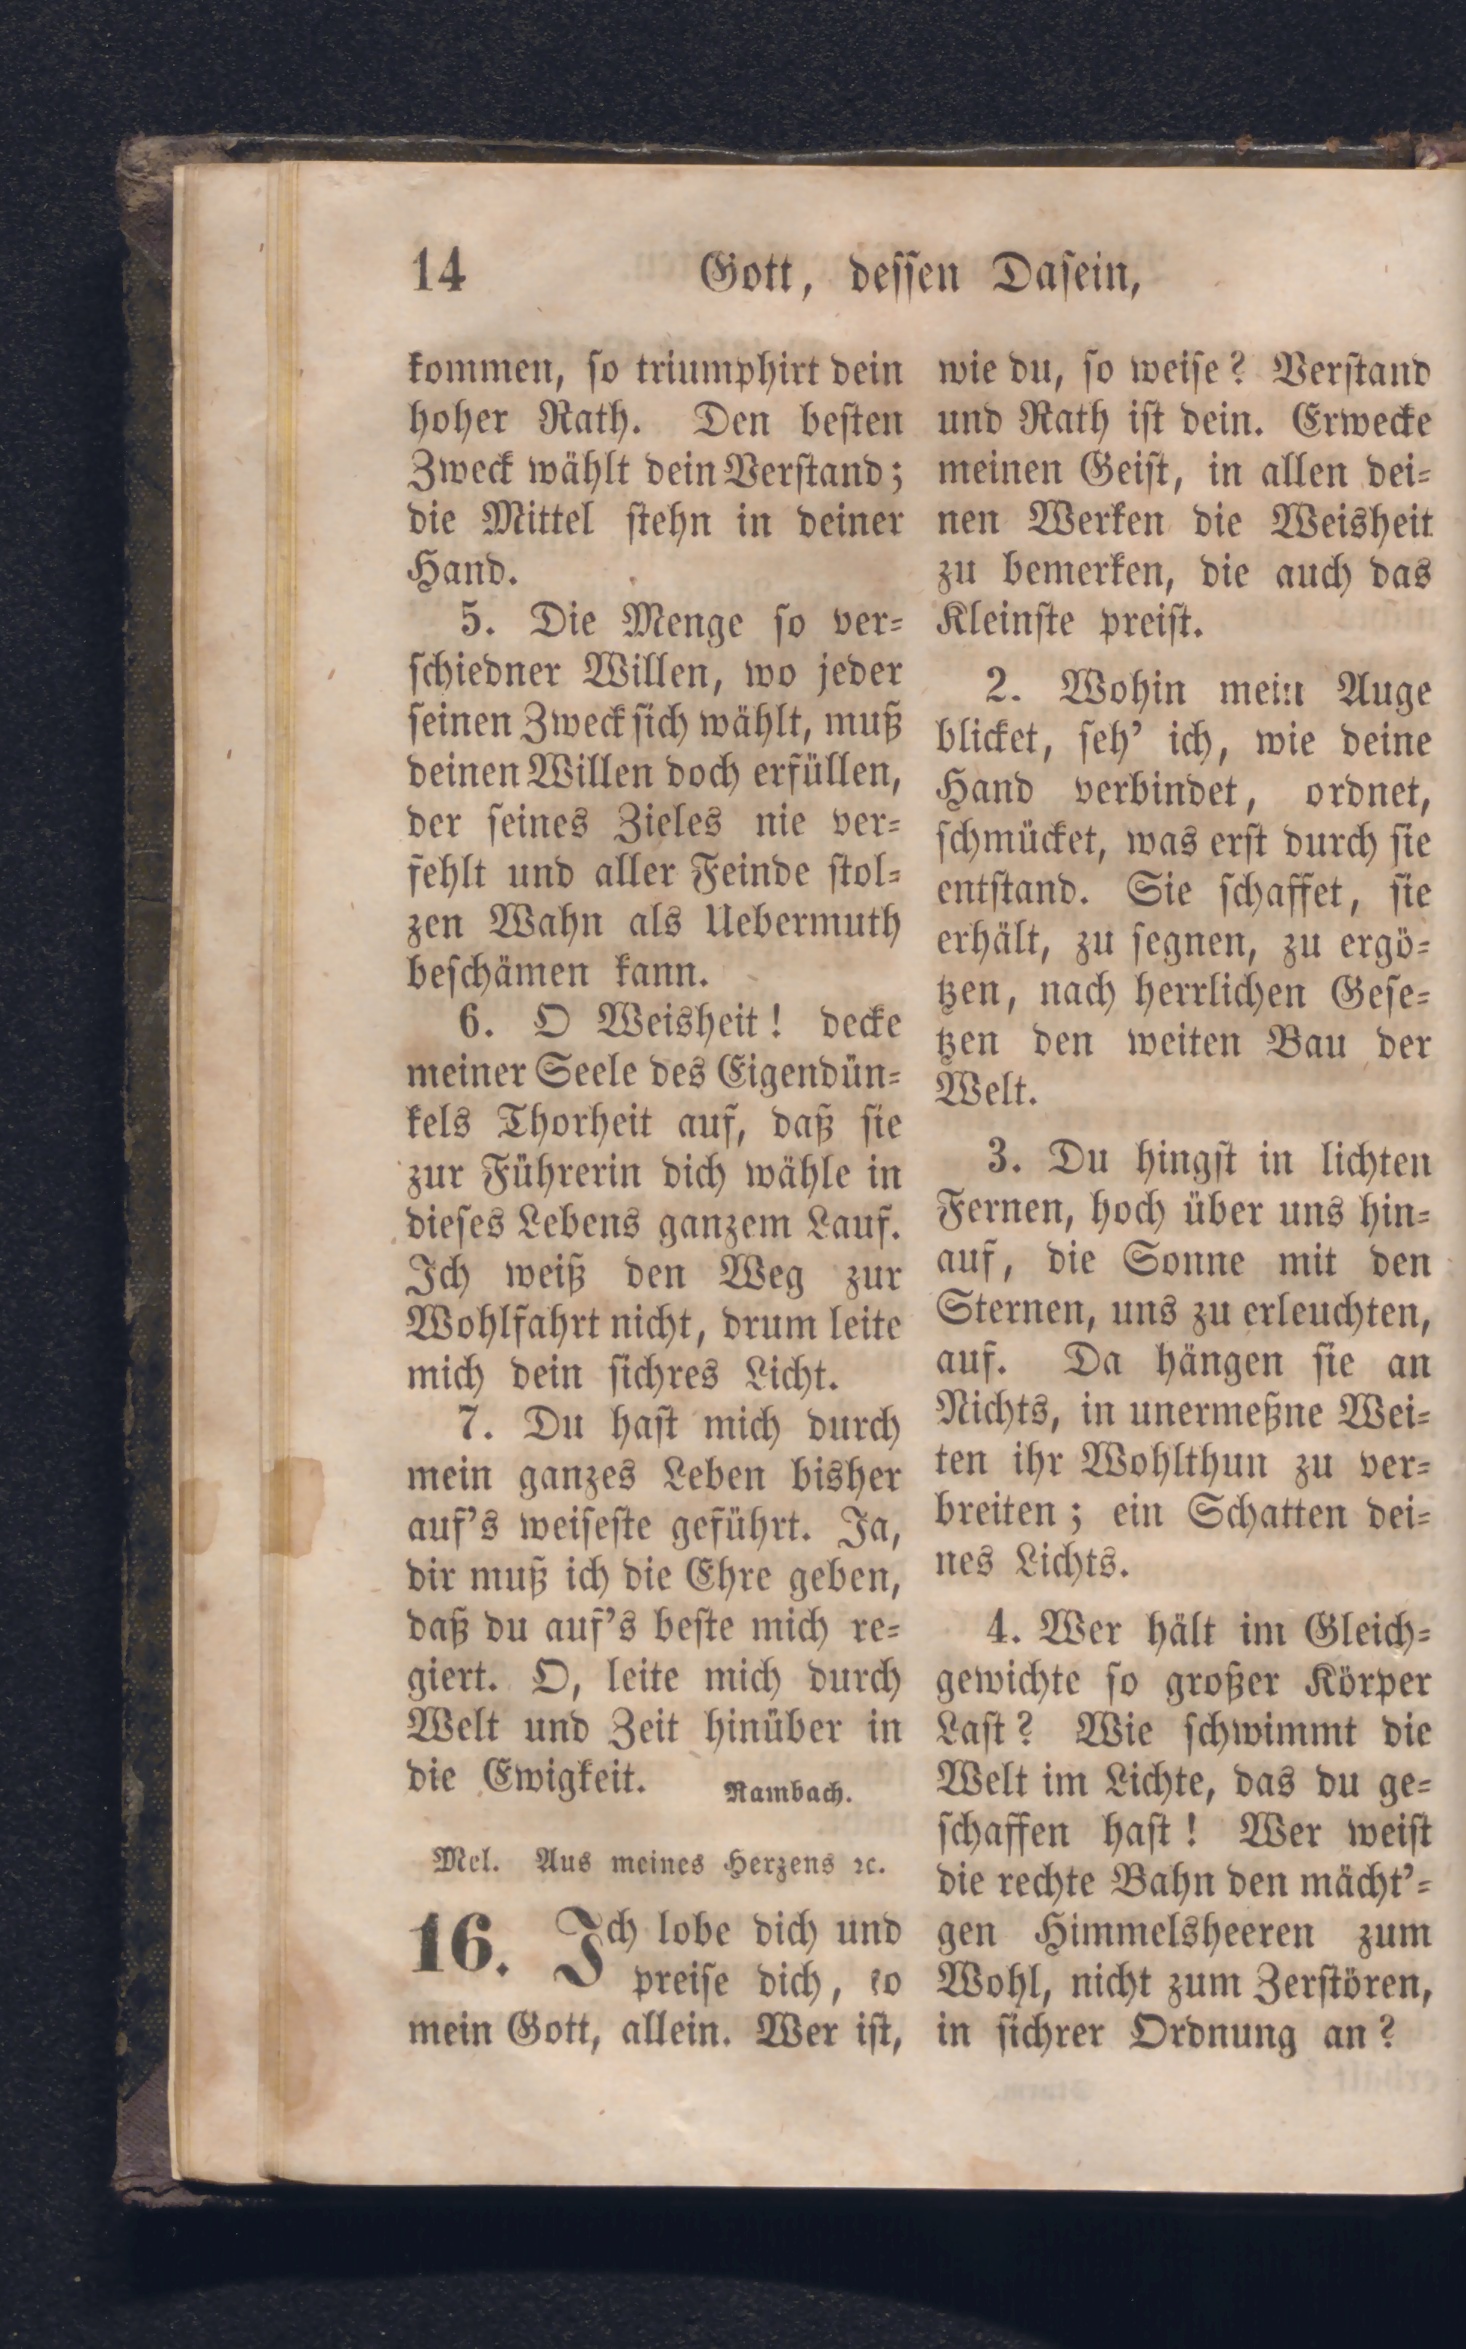 14 Gott, dessen Dasein,
kommen, so triumphirt dein
hoher Rath. Den besten
Zweck wählt dein Verstand;
die Mittel stehn in deiner
Hand.
5. Die Menge so ver-
schiedner Willen, wo jeder
seinen Zweck sich wählt, muß
deinen Willen doch erfüllen,
der seines Zieles nie ver-
fehlt und aller Feinde stol-
zen Wahn als Uebermuth
beschämen kann.
6. O Weisheit! decke
meiner Seele des Eigendün-
kels Thorheit auf, daß sie
zur Führerin dich wähle in
dieses Lebens ganzem Lauf.
Ich weiß den Weg zur
Wohlfahrt nicht, drum leite
mich dein sichres Licht.
7. Du hast mich durch
mein ganzes Leben bisher
auf's weiseste geführt. Ja,
dir muß ich die Ehre geben,
daß du auf's beste mich re-
giert. O, leite mich durch
Welt und Zeit hinüber in
die Ewigkeit. Rambach.
Mel. Aus meines Herzens ꝛc.
16. Ich lobe dich und
preise dich, o
mein Gott, allein. Wer ist,
wie du, so weise? Verstand
und Rath ist dein. Erwecke
meinen Geist, in allen dei-
nen Werken die Weisheit
zu bemerken, die auch das
Kleinste preist.
2. Wohin mein Auge
blicket, seh' ich, wie deine
Hand verbindet, ordnet,
schmücket, was erst durch sie
entstand. Sie schaffet, sie
erhält, zu segnen, zu ergö-
tzen, nach herrlichen Gese-
tzen den weiten Bau der
Welt.
3. Du hingst in lichten
Fernen, hoch über uns hin-
auf, die Sonne mit den
Sternen, uns zu erleuchten,
auf. Da hängen sie an
Nichts, in unermeßne Wei-
ten ihr Wohlthun zu ver-
breiten; ein Schatten dei-
nes Lichts.
4. Wer hält im Gleich-
gewichte so großer Körper
Last? Wie schwimmt die
Welt im Lichte, das du ge-
schaffen hast! Wer weist
die rechte Bahn den mächt'-
gen Himmelsheeren zum
Wohl, nicht zum Zerstören,
in sichrer Ordnung an?